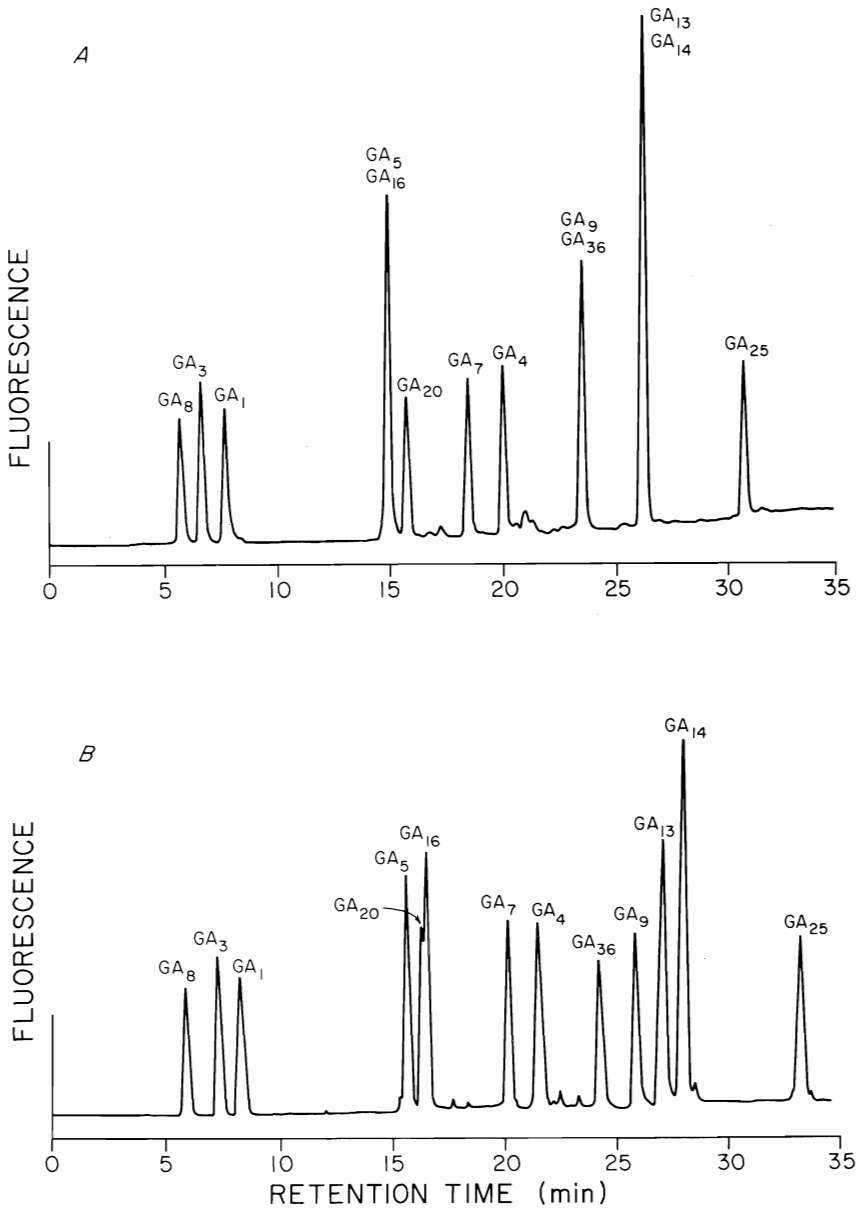 A
GA13
GA14
GA5
GA16
GA9
GA36
GA3
GA8
GA1
GA20
GA7
GA4
GA25
FLUORESCENCE
0 5 10 15 20 25 30 35
B
GA14
GA16
GA13
GA5
GA20
GA7
GA4
GA9
GA36
GA25
GA3
GA8
GA1
FLUORESCENCE
0 5 10 15 20 25 30 35
RETENTION TIME (min)